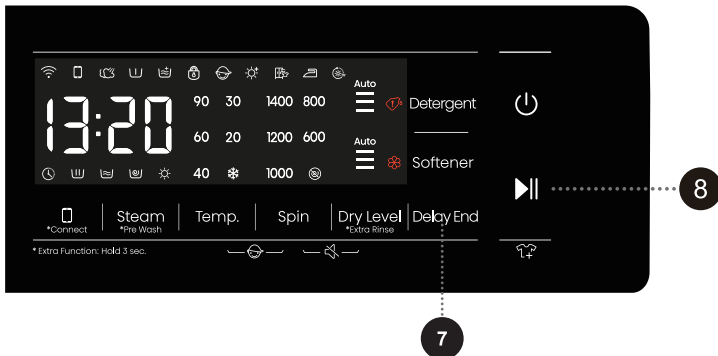 Auto
13:20
90 30 1400 800
Detergent
60 20 1200 600
Auto
Softener
40 1000
8
Steam Temp. Spin Dry Level Delay End
*Connect *Pre Wash *Extra Rinse
* Extra Function: Hold 3 sec.
7